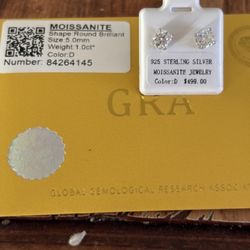 MOISSANITE
Shape Round Brilliant
Size:5.0mm
Weight:1.0ct*
Color:D
Number: 84264145
925 STERLING SILVER
MOISSANITE JEWELRY
Color:D $499.00
GRA
GLOBAL GEMOLOGICAL RESEARCH ASSOCIAT